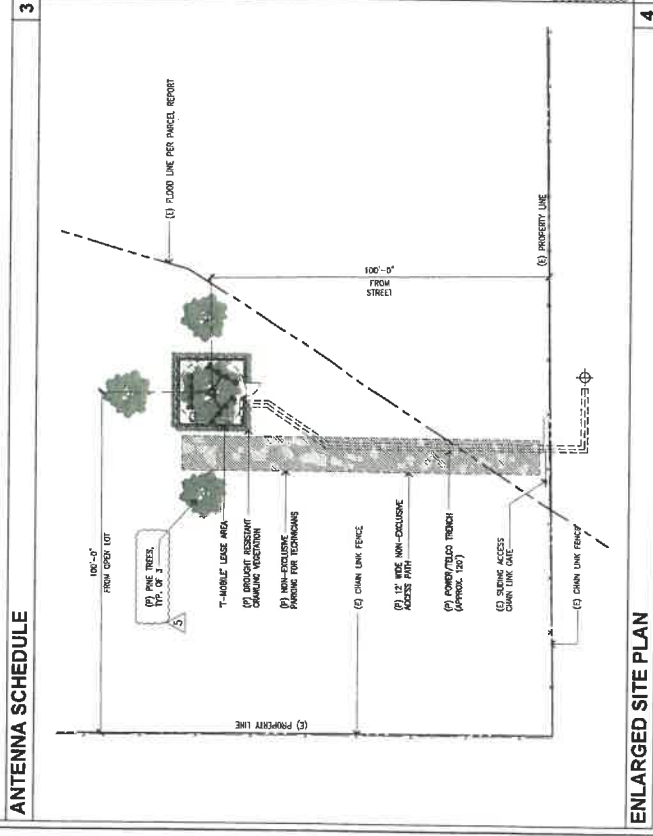 ANTENNA SCHEDULE
3
(E) FLOOD LINE PER PARCEL REPORT
100'-0"
FROM OPEN LOT
(P) PINE TREES,
TYP. OF 3
5
"T-MOBILE" LEASE AREA
(P) DROUGHT RESISTANT
CRAWLING VEGETATION
(P) NON-EXCLUSIVE
PARKING FOR TECHNICIANS
(E) CHAIN LINK FENCE
(P) 12' WIDE NON-EXCLUSIVE
ACCESS PATH
(P) POWER/TELCO TRENCH
(APPROX. 120')
(E) SLIDING ACCESS
CHAIN LINK GATE
(E) CHAIN LINK FENCE
100'-0"
FROM
STREET
(E) PROPERTY LINE
(E) PROPERTY LINE
ENLARGED SITE PLAN
4